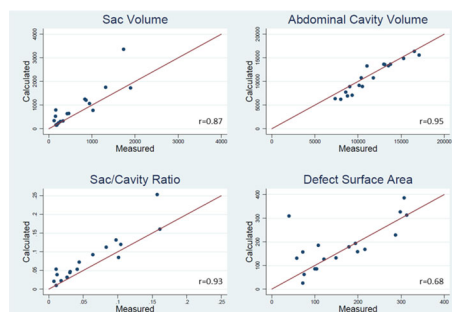 Sac Volume
Calculated
0 1000 2000 3000 4000
r=0.87
0 1000 2000 3000 4000
Measured
Abdominal Cavity Volume
Calculated
0 5000 10000 15000 20000
r=0.95
0 5000 10000 15000 20000
Measured
Sac/Cavity Ratio
Calculated
0 .05 .1 .15 .2 .25
r=0.93
0 .05 .1 .15 .2 .25
Measured
Defect Surface Area
Calculated
0 100 200 300 400
r=0.68
0 100 200 300 400
Measured